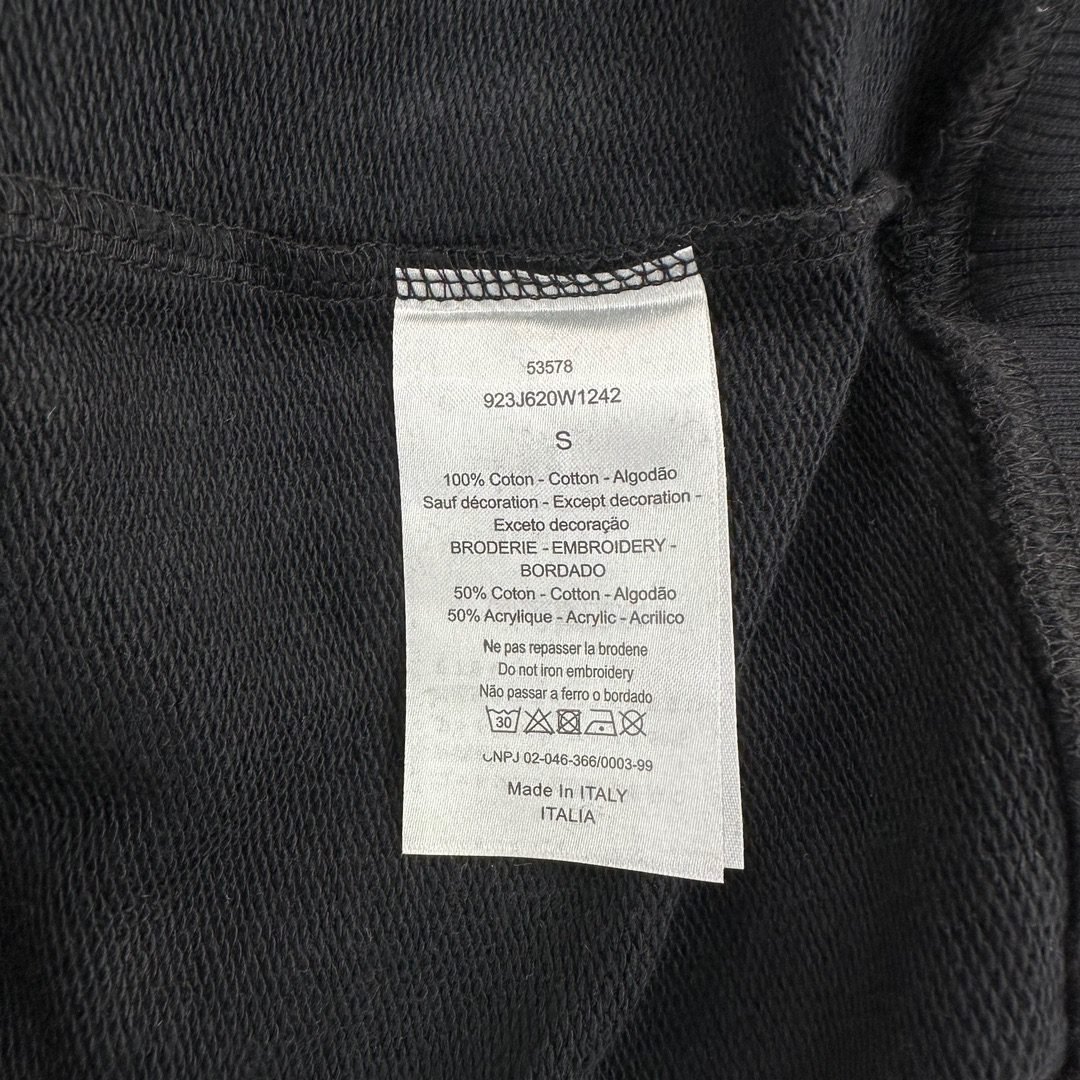 53578
923J620W1242
S
100% Coton - Cotton - Algodão
Sauf décoration - Except decoration -
Exceto decoração
BRODERIE - EMBROIDERY -
BORDADO
50% Coton - Cotton - Algodão
50% Acrylique - Acrylic - Acrilico
Ne pas repasser la brodene
Do not iron embroidery
Não passar a ferro o bordado
30
CNPJ 02-046-366/0003-99
Made In ITALY
ITALIA